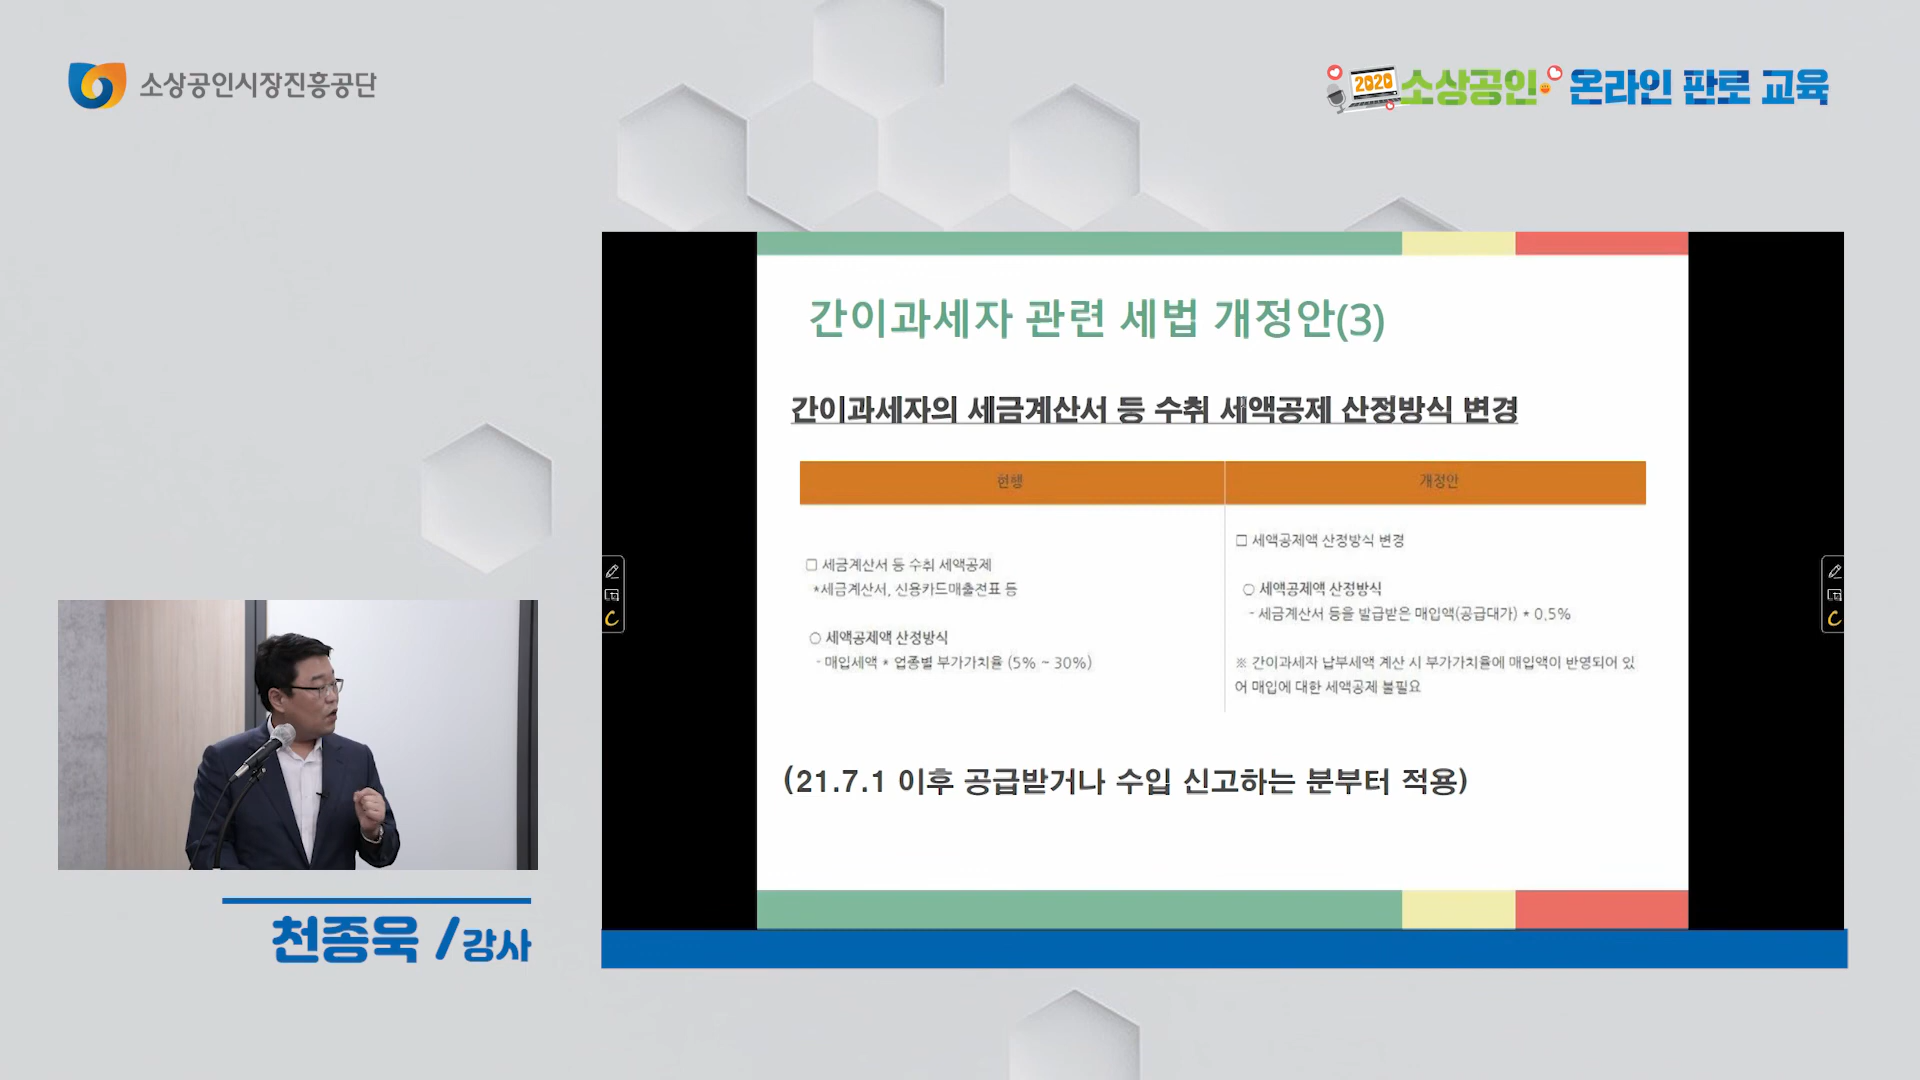 소상공인시장진흥공단
2020 소상공인 온라인 판로 교육
간이과세자 관련 세법 개정안(3)
간이과세자의 세금계산서 등 수취 세액공제 산정방식 변경
현행
개정안
□ 세금계산서 등 수취 세액공제
*세금계산서, 신용카드매출전표 등
○ 세액공제액 산정방식
- 매입세액 * 업종별 부가가치율 (5% ~ 30%)
□ 세액공제액 산정방식 변경
○ 세액공제액 산정방식
- 세금계산서 등을 발급받은 매입액(공급대가) * 0.5%
※ 간이과세자 납부세액 계산 시 부가가치율에 매입액이 반영되어 있
어 매입에 대한 세액공제 불필요
(21.7.1 이후 공급받거나 수입 신고하는 분부터 적용)
천종욱 / 강사